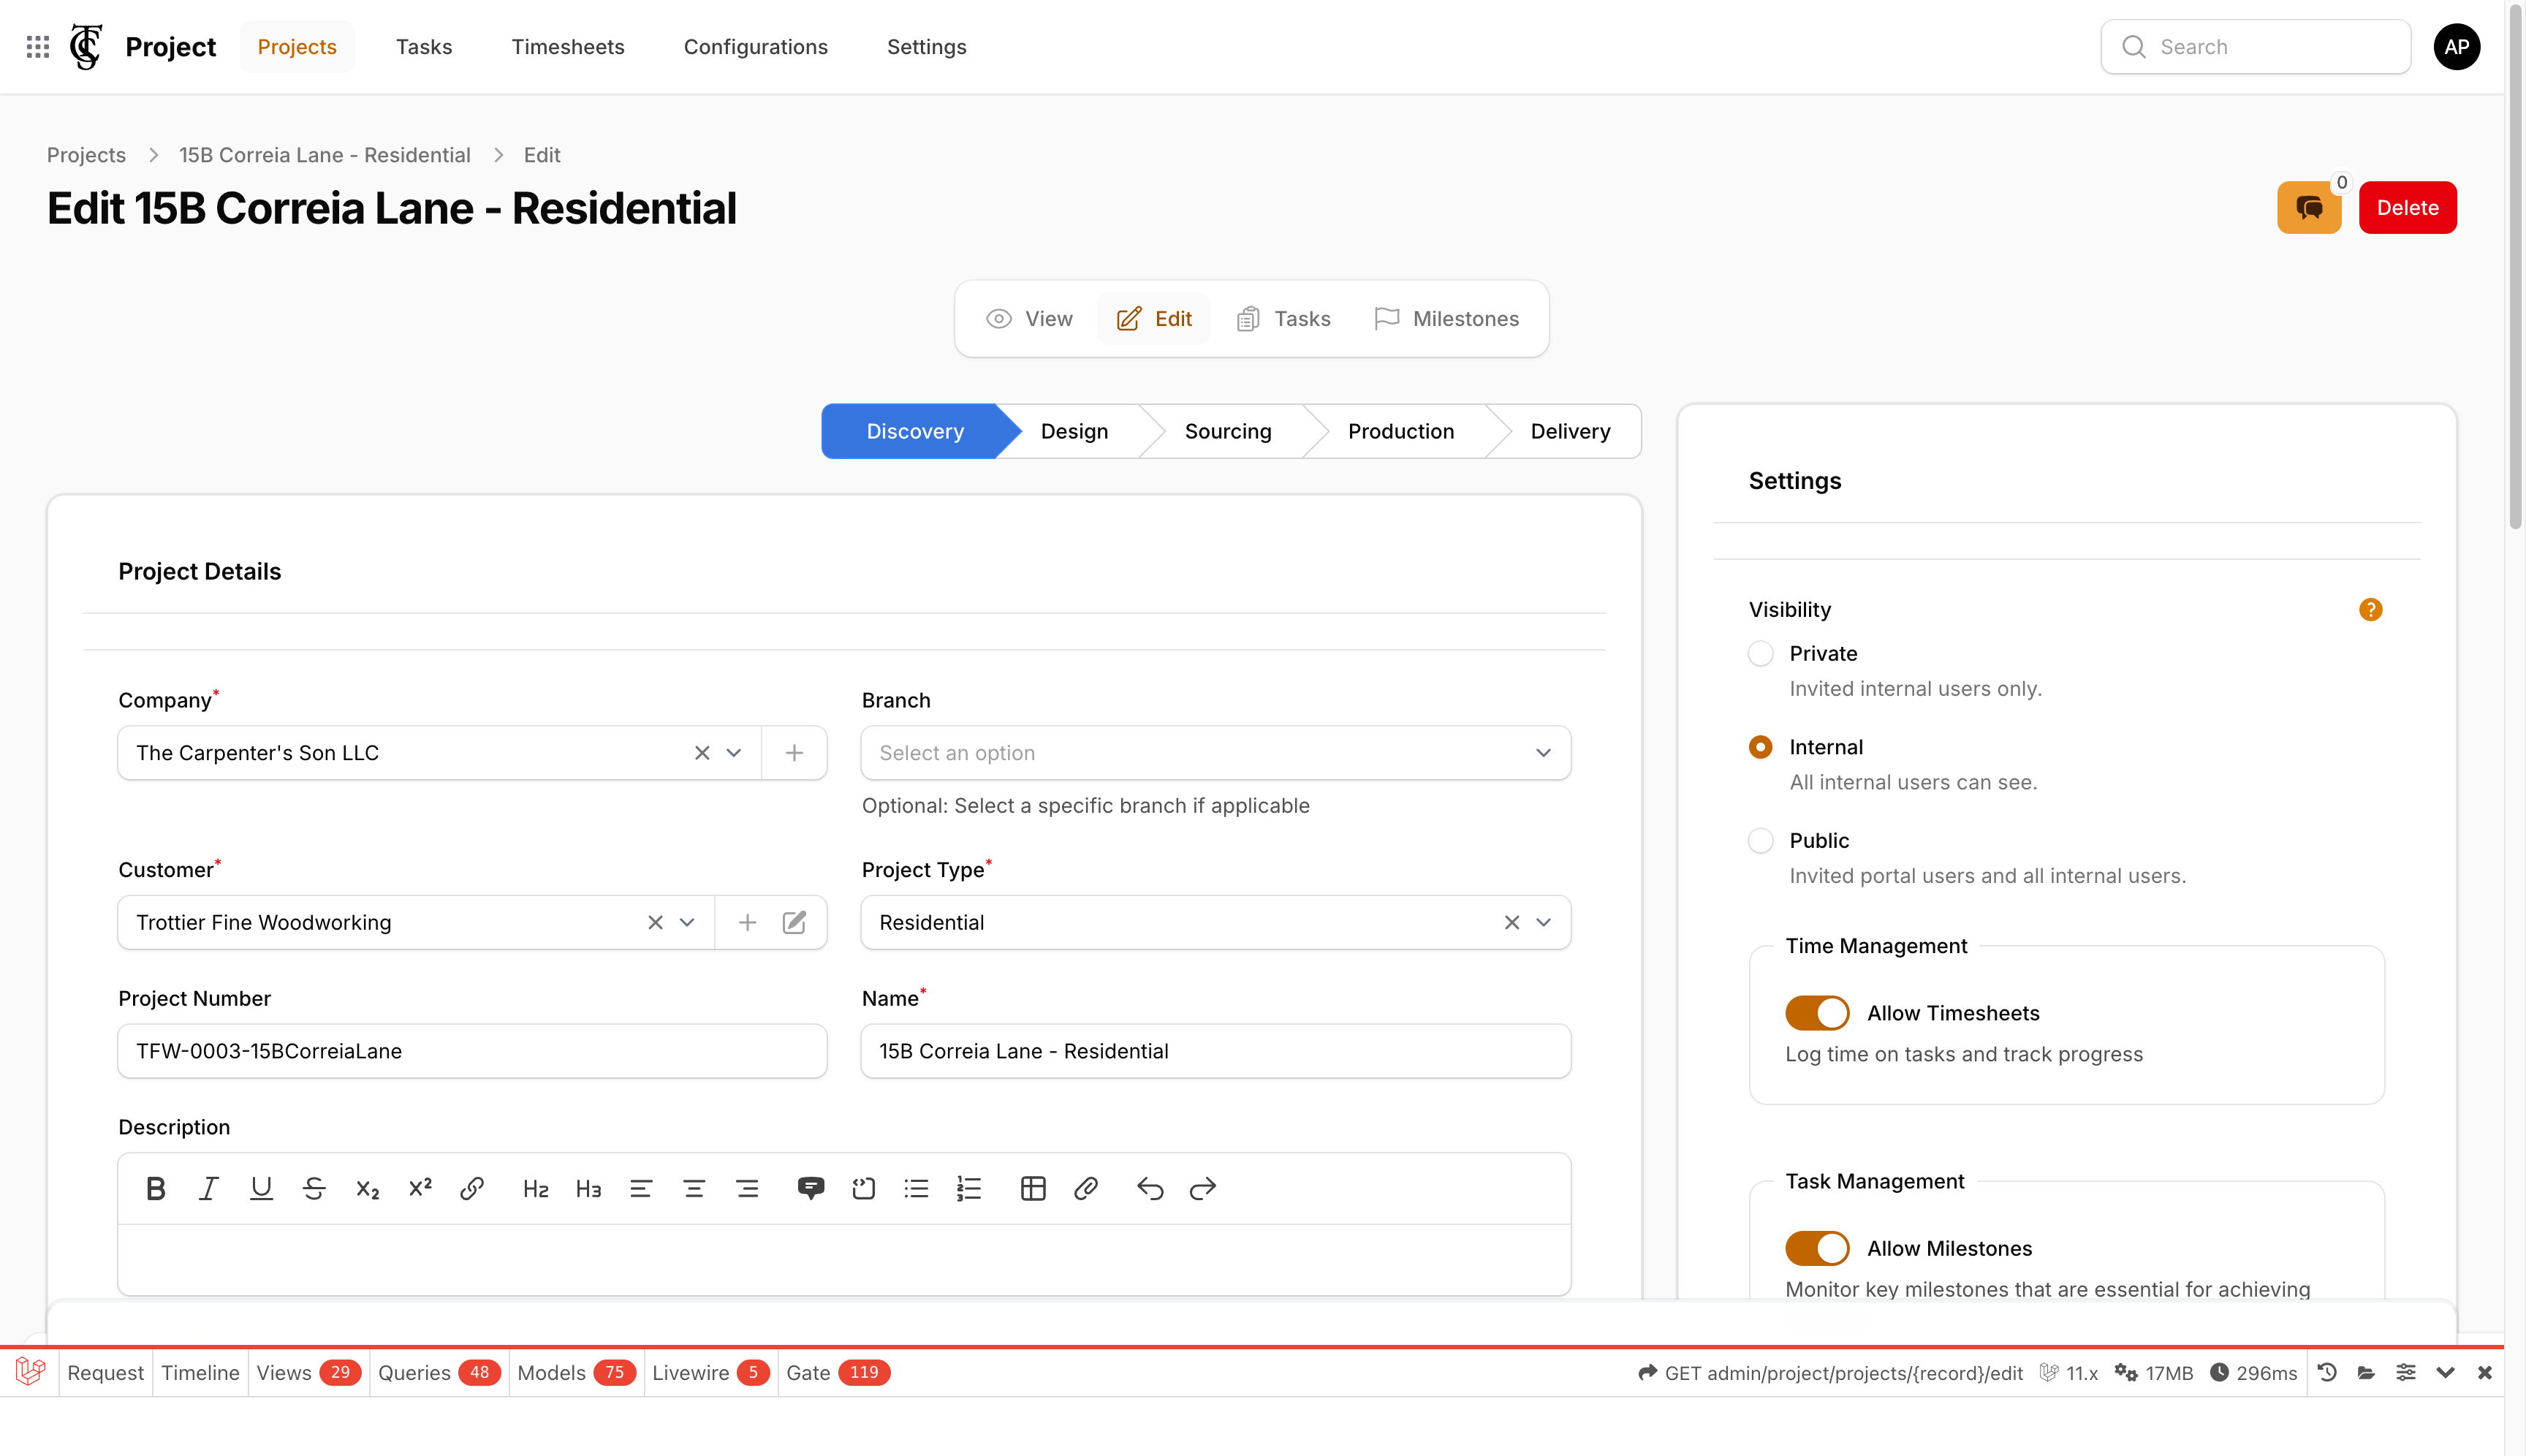 Project Projects Tasks Timesheets Configurations Settings Search AP
Projects 15B Correia Lane - Residential Edit
Edit 15B Correia Lane - Residential
0
Delete
View Edit Tasks Milestones
Discovery Design Sourcing Production Delivery
Project Details
Company*
The Carpenter's Son LLC
Branch
Select an option
Optional: Select a specific branch if applicable
Customer*
Trottier Fine Woodworking
Project Type*
Residential
Project Number
TFW-0003-15BCorreiaLane
Name*
15B Correia Lane - Residential
Description
B I U S X2 X2 H2 H3
Settings
Visibility ?
Private
Invited internal users only.
Internal
All internal users can see.
Public
Invited portal users and all internal users.
Time Management
Allow Timesheets
Log time on tasks and track progress
Task Management
Allow Milestones
Monitor key milestones that are essential for achieving
Request Timeline Views 29 Queries 48 Models 75 Livewire 5 Gate 119 GET admin/project/projects/{record}/edit 11.x 17MB 296ms